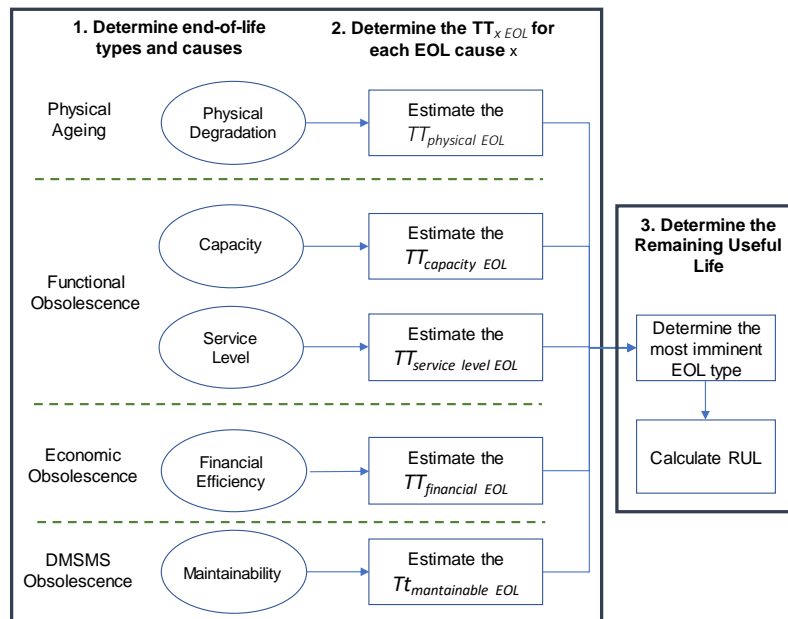 1. Determine end-of-life
types and causes
2. Determine the TTx EOL for
each EOL cause x
Physical
Ageing
Physical
Degradation
Estimate the
TTphysical EOL
Functional
Obsolescence
Capacity
Estimate the
TTcapacity EOL
Service
Level
Estimate the
TTservice level EOL
Economic
Obsolescence
Financial
Efficiency
Estimate the
TTfinancial EOL
DMSMS
Obsolescence
Maintainability
Estimate the
Ttmantainable EOL
3. Determine the
Remaining Useful
Life
Determine the
most imminent
EOL type
Calculate RUL